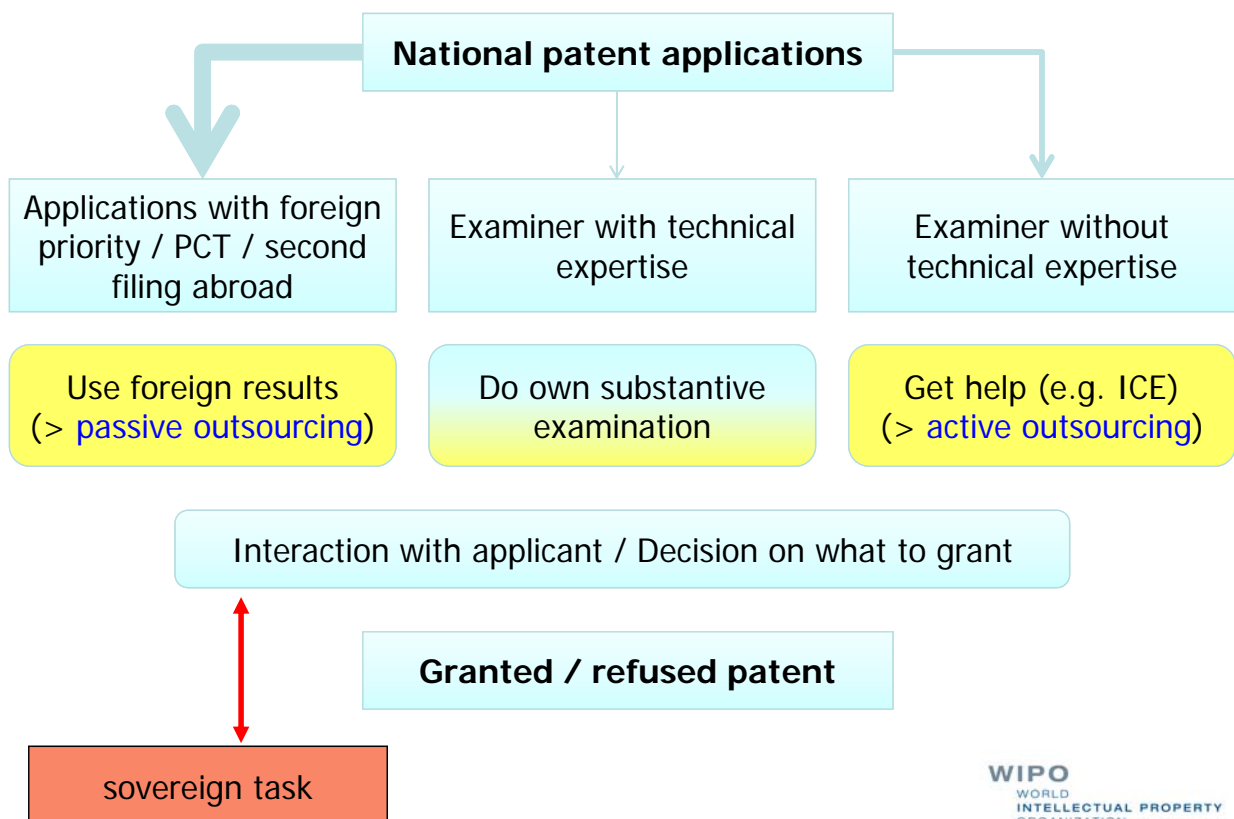 National patent applications
Applications with foreign
priority / PCT / second
filing abroad
Examiner with technical
expertise
Examiner without
technical expertise
Use foreign results
(> passive outsourcing)
Do own substantive
examination
Get help (e.g. ICE)
(> active outsourcing)
Interaction with applicant / Decision on what to grant
Granted / refused patent
sovereign task
WIPO
WORLD
INTELLECTUAL PROPERTY
ORGANIZATION